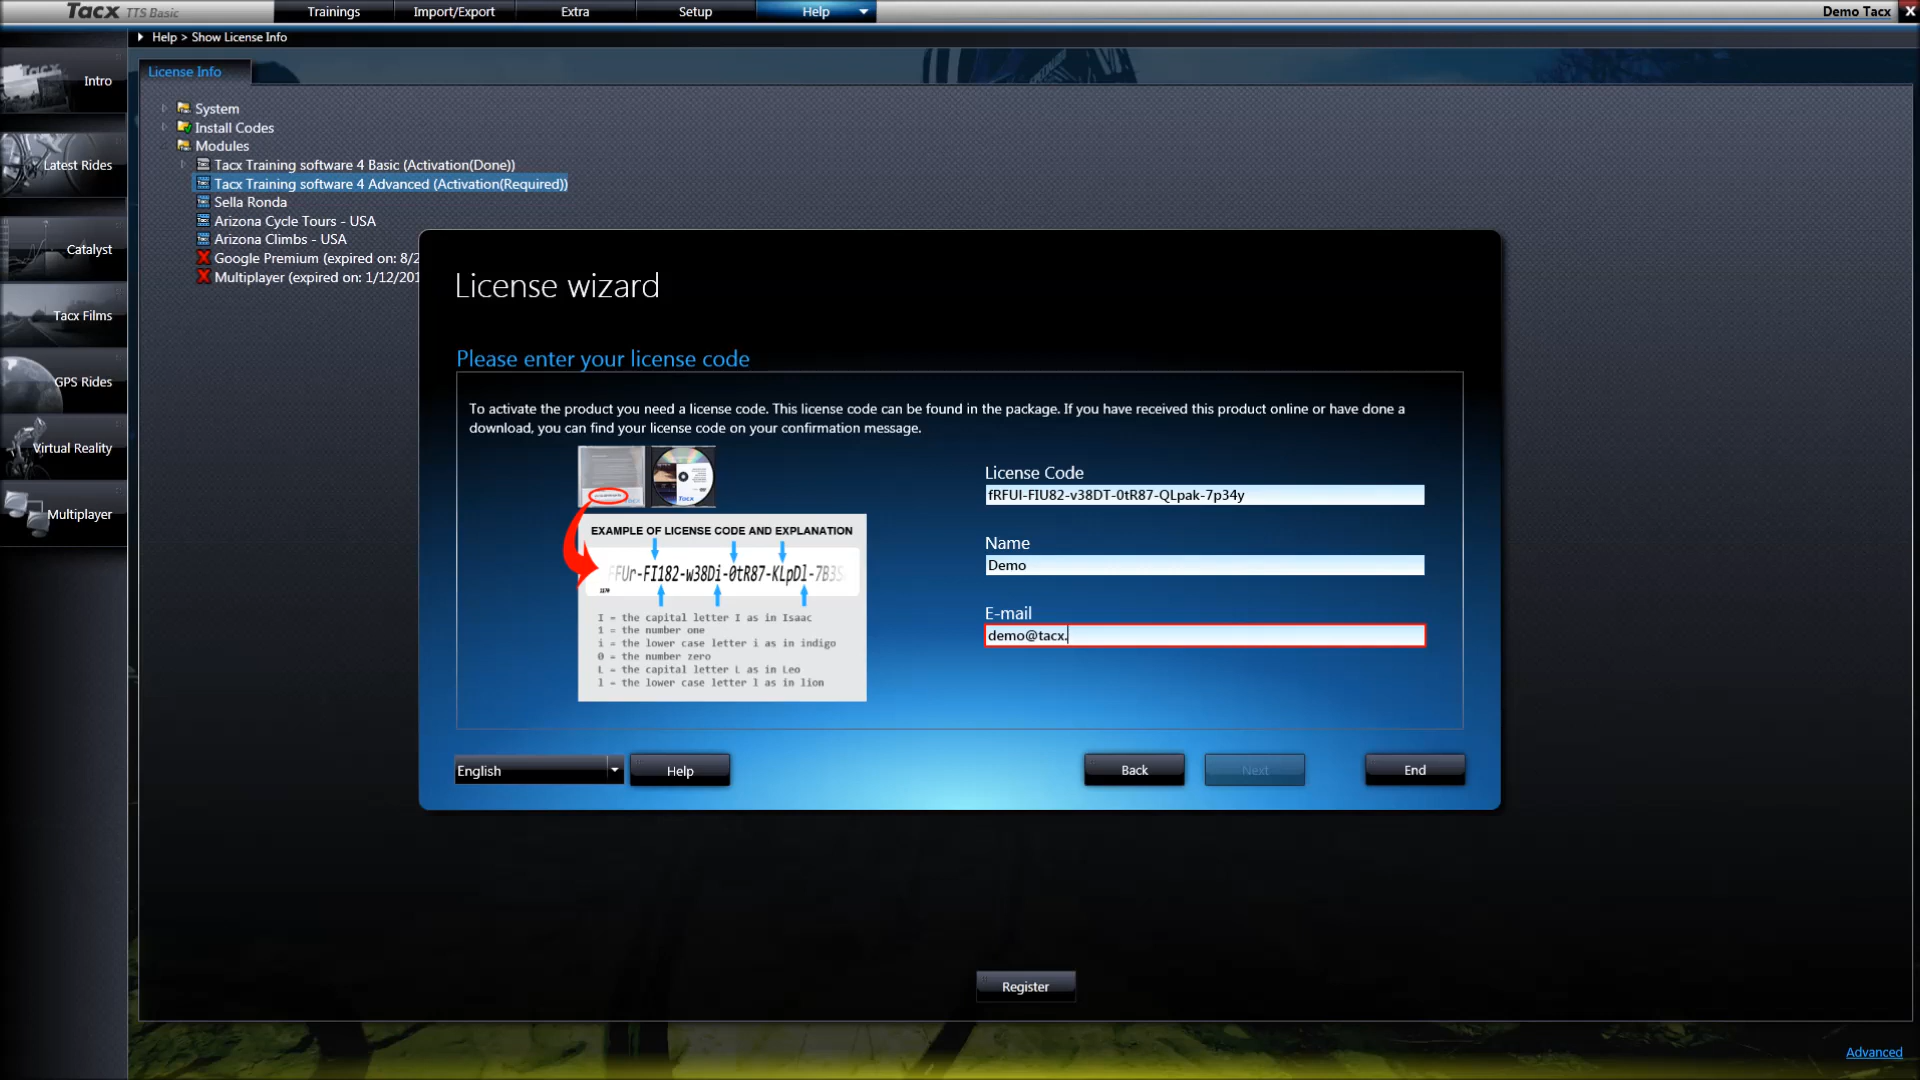 Tacx TTS Basic
Trainings
Import/Export
Extra
Setup
Help
Demo Tacx
Help > Show License Info
License Info
Intro
Latest Rides
Catalyst
Tacx Films
GPS Rides
Virtual Reality
Multiplayer
System
Install Codes
Modules
Tacx Training software 4 Basic (Activation(Done))
Tacx Training software 4 Advanced (Activation(Required))
Sella Ronda
Arizona Cycle Tours - USA
Arizona Climbs - USA
Google Premium (expired on: 8/2
Multiplayer (expired on: 1/12/201
License wizard
Please enter your license code
To activate the product you need a license code. This license code can be found in the package. If you have received this product online or have done a
download, you can find your license code on your confirmation message.
Tacx
EXAMPLE OF LICENSE CODE AND EXPLANATION
FFUr-FI182-w38Di-0tR87-KLpDl-7B3S
I = the capital letter I as in Isaac
1 = the number one
i = the lower case letter i as in indigo
0 = the number zero
L = the capital letter L as in Leo
l = the lower case letter l as in lion
License Code
fRFUI-FIU82-v38DT-0tR87-QLpak-7p34y
Name
Demo
E-mail
demo@tacx.
English
Help
Back
Next
End
Register
Advanced